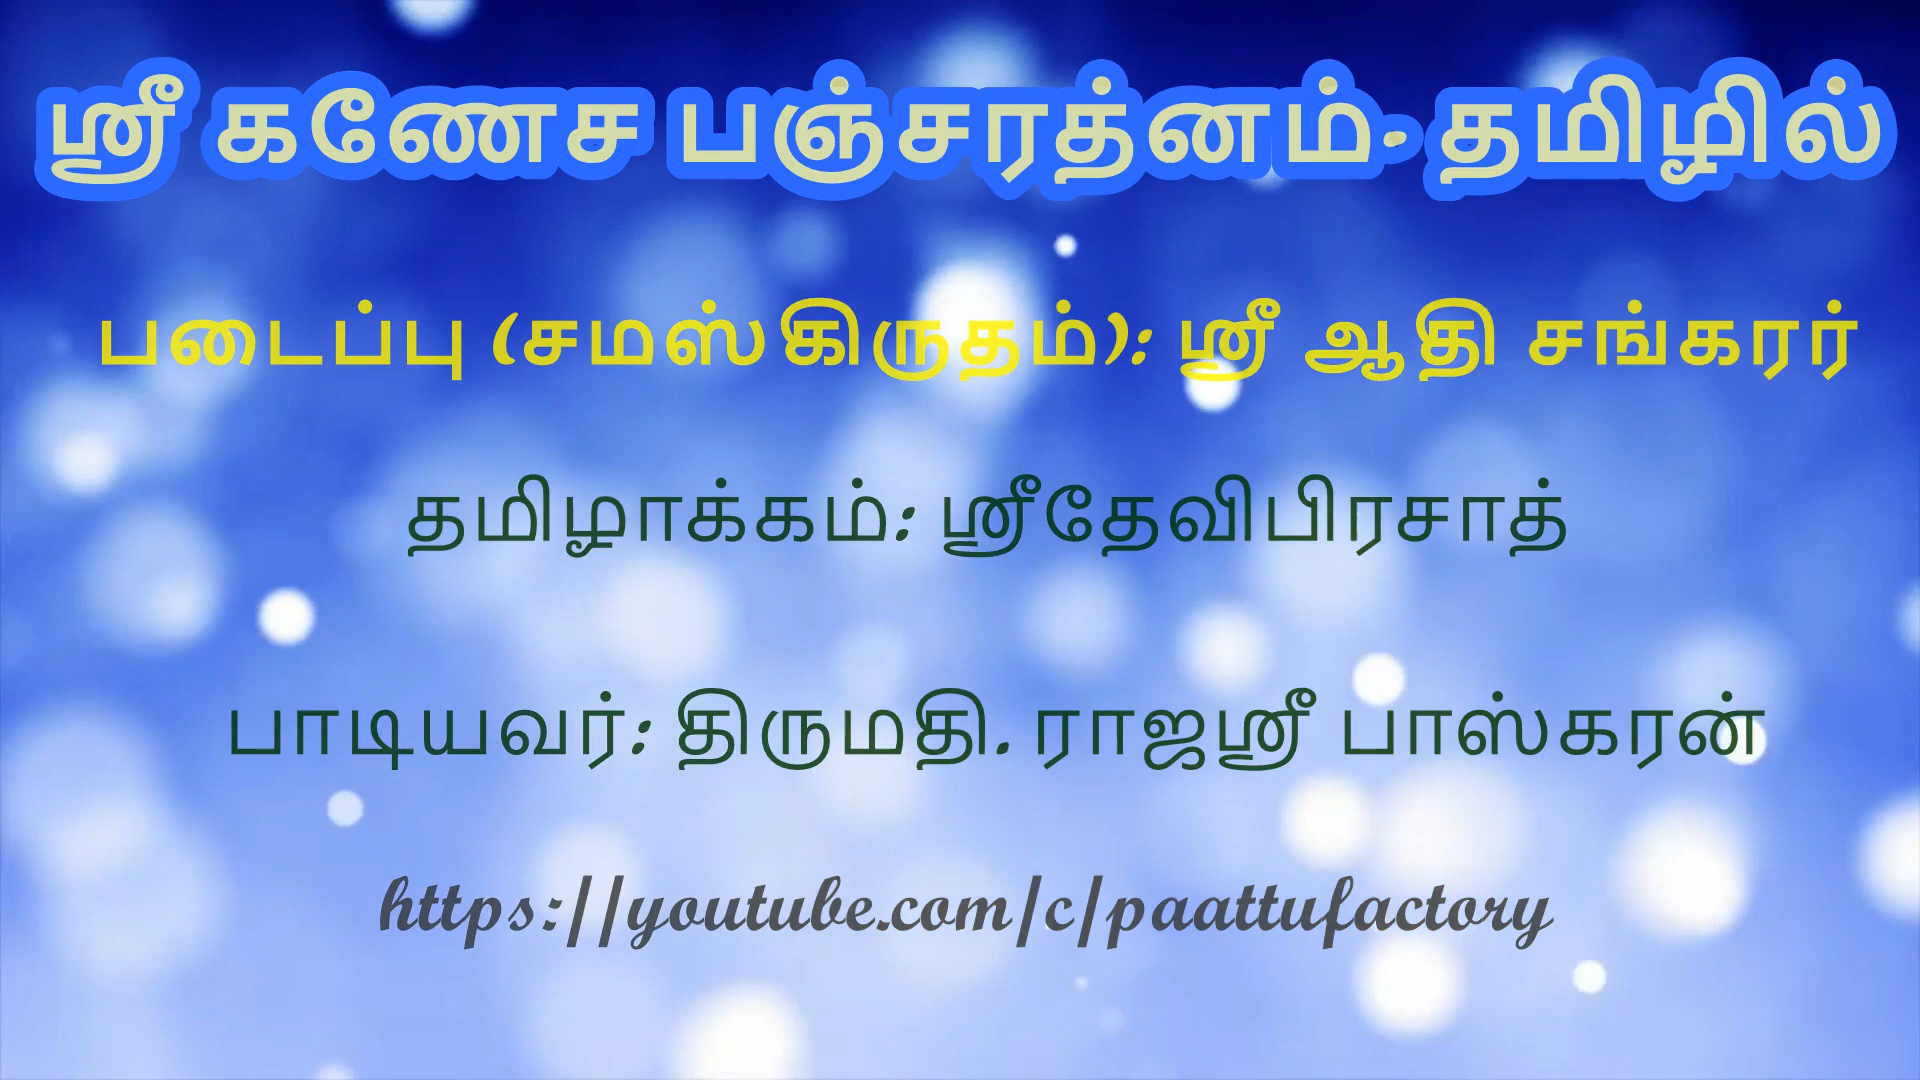 ஸ்ரீ கணேச பஞ்சரத்னம்- தமிழில்
படைப்பு (சமஸ்கிருதம்): ஸ்ரீ ஆதி சங்கரர்
தமிழாக்கம்: ஸ்ரீதேவிபிரசாத்
பாடியவர்: திருமதி. ராஜஸ்ரீ பாஸ்கரன்
https://youtube.com/c/paattufactory